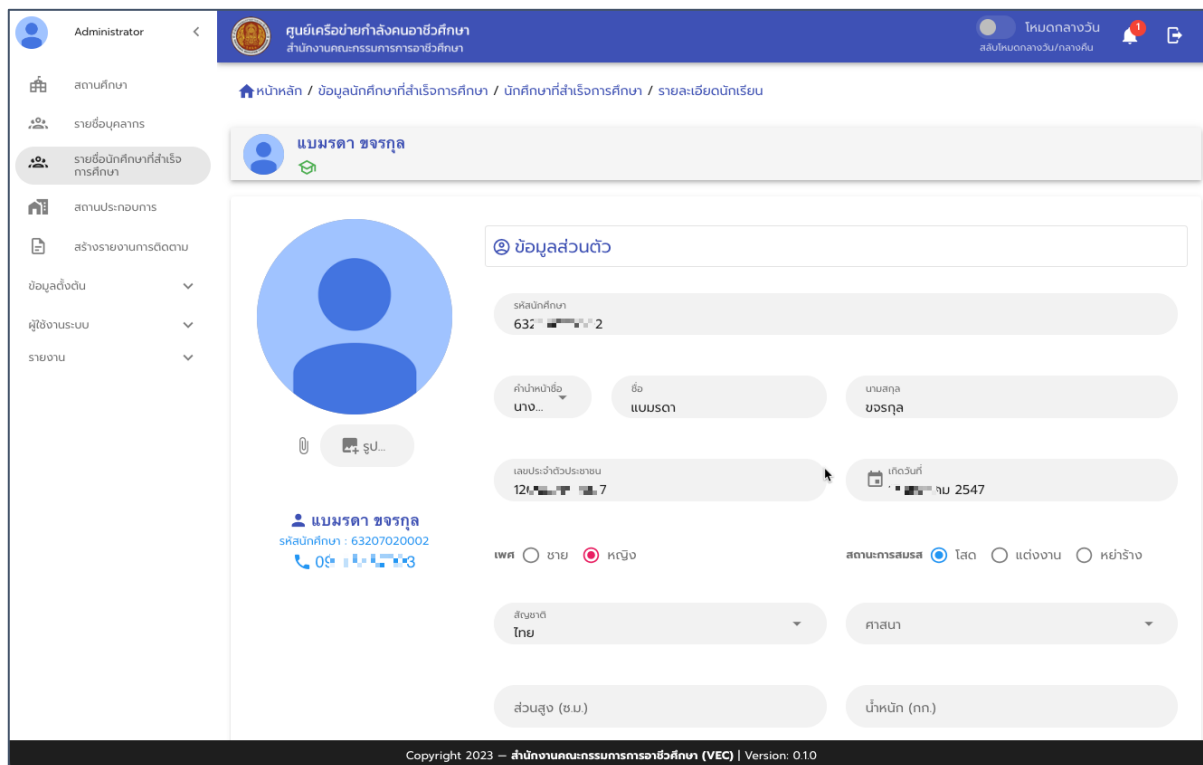 Administrator
ศูนย์เครือข่ายกำลังคนอาชีวศึกษา
สำนักงานคณะกรรมการการอาชีวศึกษา
โหมดกลางวัน
สลับโหมดกลางวัน/กลางคืน
1
สถานศึกษา
รายชื่อบุคลากร
รายชื่อนักศึกษาที่สำเร็จ
การศึกษา
สถานประกอบการ
สร้างรายงานการติดตาม
ข้อมูลตั้งต้น
ผู้ใช้งานระบบ
รายงาน
หน้าหลัก / ข้อมูลนักศึกษาที่สำเร็จการศึกษา / นักศึกษาที่สำเร็จการศึกษา / รายละเอียดนักเรียน
แบมรดา ขจรกุล
รูป...
แบมรดา ขจรกุล
รหัสนักศึกษา : 63207020002
ข้อมูลส่วนตัว
รหัสนักศึกษา
คำนำหน้าชื่อ
นาง...
ชื่อ
แบมรดา
นามสกุล
ขจรกุล
เลขประจำตัวประชาชน
เกิดวันที่
2547
เพศ ชาย หญิง
สถานะการสมรส โสด แต่งงาน หย่าร้าง
สัญชาติ
ไทย
ศาสนา
ส่วนสูง (ซ.ม.)
น้ำหนัก (กก.)
Copyright 2023 — สำนักงานคณะกรรมการการอาชีวศึกษา (VEC) | Version: 0.1.0